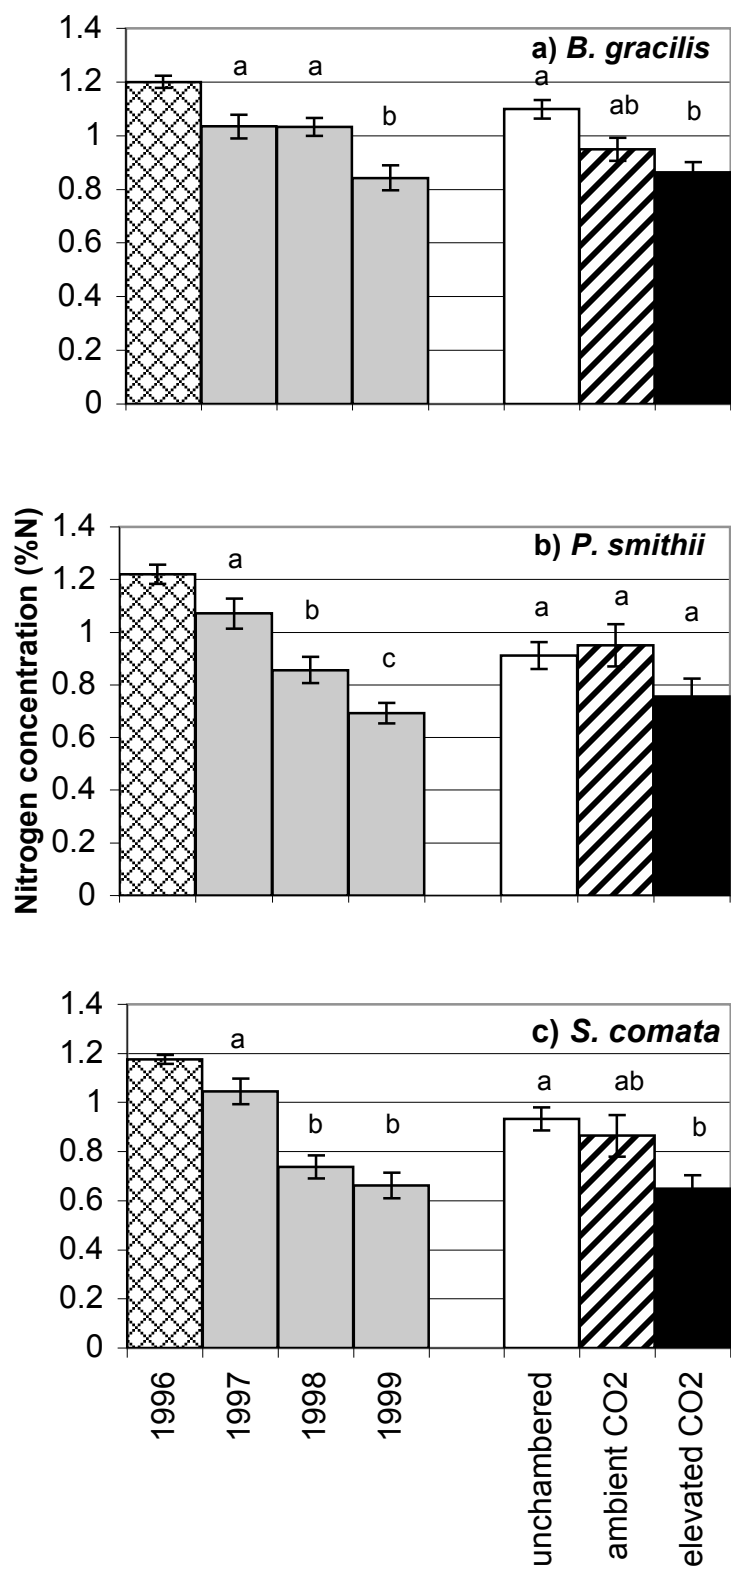 Nitrogen concentration (%N)
a) B. gracilis
1.4
1.2
1
0.8
0.6
0.4
0.2
0
a
a
b
a
ab
b
b) P. smithii
1.4
1.2
1
0.8
0.6
0.4
0.2
0
a
b
c
a
a
a
c) S. comata
1.4
1.2
1
0.8
0.6
0.4
0.2
0
a
b
b
a
ab
b
1996
1997
1998
1999
unchambered
ambient CO2
elevated CO2